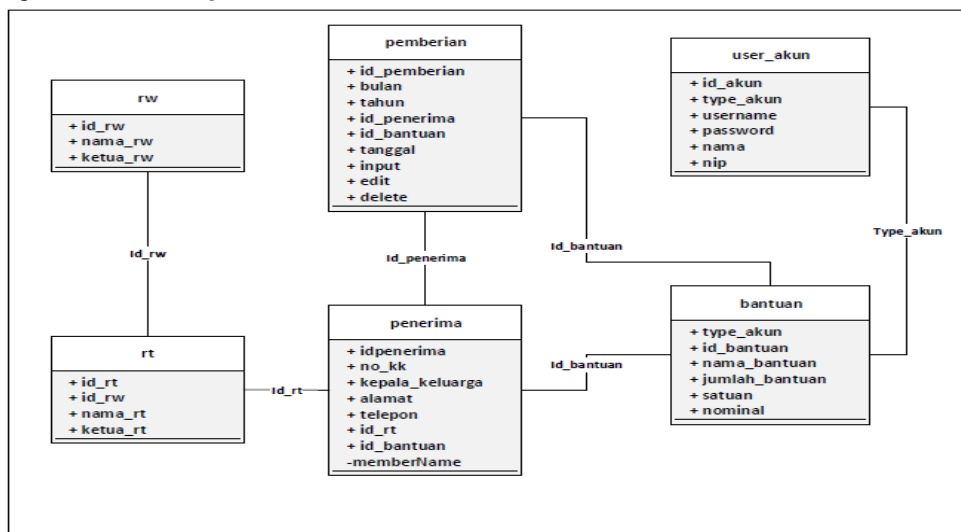 pemberian
+ id_pemberian
+ bulan
+ tahun
+ id_penerima
+ id_bantuan
+ tanggal
+ input
+ edit
+ delete
user_akun
+ id_akun
+ type_akun
+ username
+ password
+ nama
+ nip
rw
+ id_rw
+ nama_rw
+ ketua_rw
Id_rw
Id_penerima
Id_bantuan
Type_akun
rt
+ id_rt
+ id_rw
+ nama_rt
+ ketua_rt
Id_rt
penerima
+ idpenerima
+ no_kk
+ kepala_keluarga
+ alamat
+ telepon
+ id_rt
+ id_bantuan
-memberName
Id_bantuan
bantuan
+ type_akun
+ id_bantuan
+ nama_bantuan
+ jumlah_bantuan
+ satuan
+ nominal